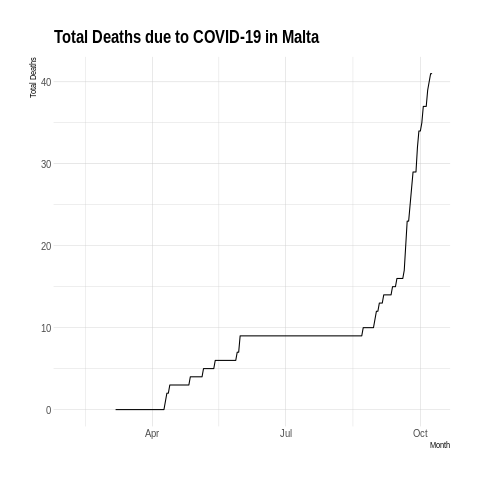 Total Deaths due to COVID-19 in Malta
Total Deaths
40
30
20
10
0
Apr
Jul
Oct
Month